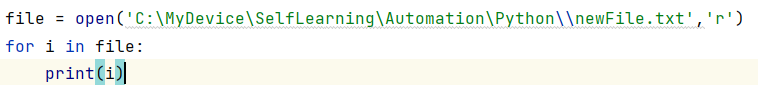 file = open('C:\MyDevice\SelfLearning\Automation\Python\\newFile.txt','r')
for i in file:
    print(i)